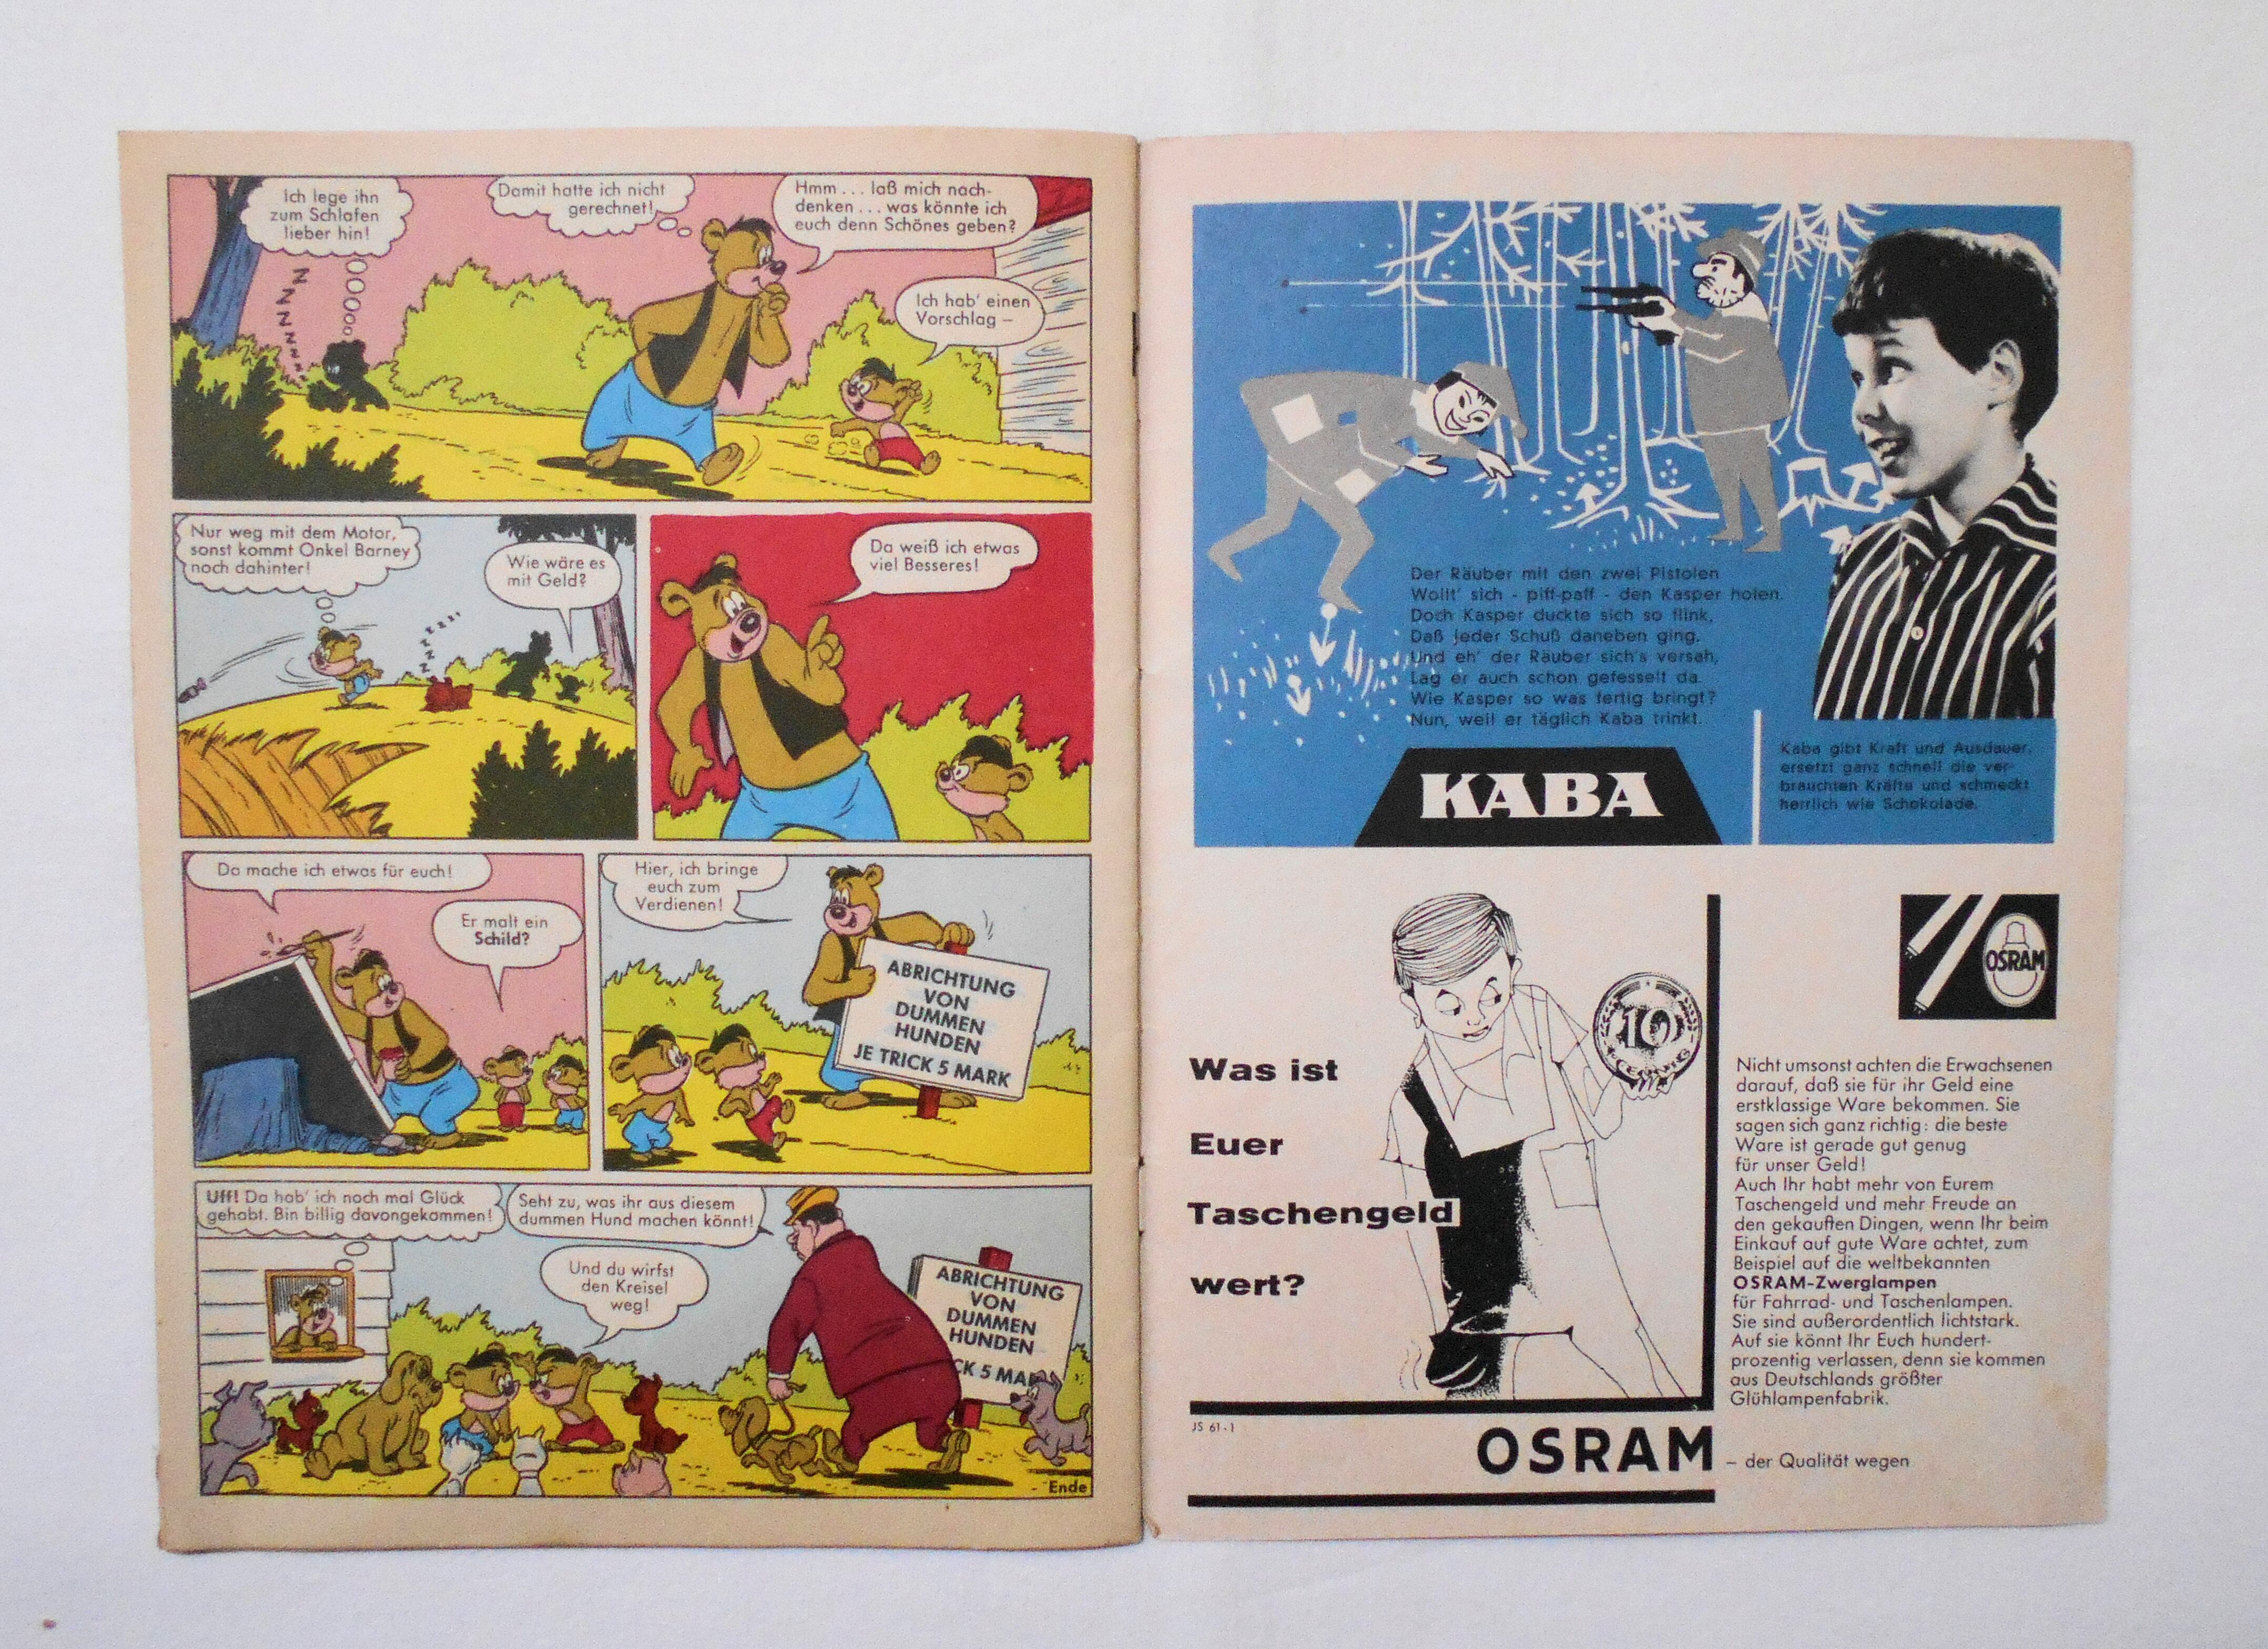 Ich lege ihn
zum Schlafen
lieber hin!
Damit hatte ich nicht
gerechnet!
Hmm... laß mich nach-
denken... was könnte ich
euch denn Schönes geben?
Ich hab' einen
Vorschlag –
NNNNNNNN
Nur weg mit dem Motor,
sonst kommt Onkel Barney
noch dahinter!
Wie wäre es
mit Geld?
zzzzzzz
Da weiß ich etwas
viel Besseres!
Da mache ich etwas für euch!
Er malt ein
Schild?
Hier, ich bringe
euch zum
Verdienen!
ABRICHTUNG
VON
DUMMEN
HUNDEN
JE TRICK 5 MARK
Uff! Da hab' ich noch mal Glück
gehabt. Bin billig davongekommen!
Seht zu, was ihr aus diesem
dummen Hund machen könnt!
Und du wirfst
den Kreisel
weg!
ABRICHTUNG
VON
DUMMEN
HUNDEN
CK 5 MA
Ende
Der Räuber mit den zwei Pistolen
Wollt' sich - piff-paff - den Kasper holen.
Doch Kasper duckte sich so flink,
Daß jeder Schuß daneben ging.
Und eh' der Räuber sich's versah,
Lag er auch schon gefesselt da.
Wie Kasper so was fertig bringt?
Nun, weil er täglich Kaba trinkt.
KABA
Kaba gibt Kraft und Ausdauer,
ersetzt ganz schnell die ver-
brauchten Kräfte und schmeckt
herrlich wie Schokolade.
Was ist
Euer
Taschengeld
wert?
10
PFENNIG
OSRAM
Nicht umsonst achten die Erwachsenen
darauf, daß sie für ihr Geld eine
erstklassige Ware bekommen. Sie
sagen sich ganz richtig: die beste
Ware ist gerade gut genug
für unser Geld!
Auch Ihr habt mehr von Eurem
Taschengeld und mehr Freude an
den gekauften Dingen, wenn Ihr beim
Einkauf auf gute Ware achtet, zum
Beispiel auf die weltbekannten
OSRAM-Zwerglampen
für Fahrrad- und Taschenlampen.
Sie sind außerordentlich lichtstark.
Auf sie könnt Ihr Euch hundert-
prozentig verlassen, denn sie kommen
aus Deutschlands größter
Glühlampenfabrik.
JS 61-1
OSRAM – der Qualität wegen